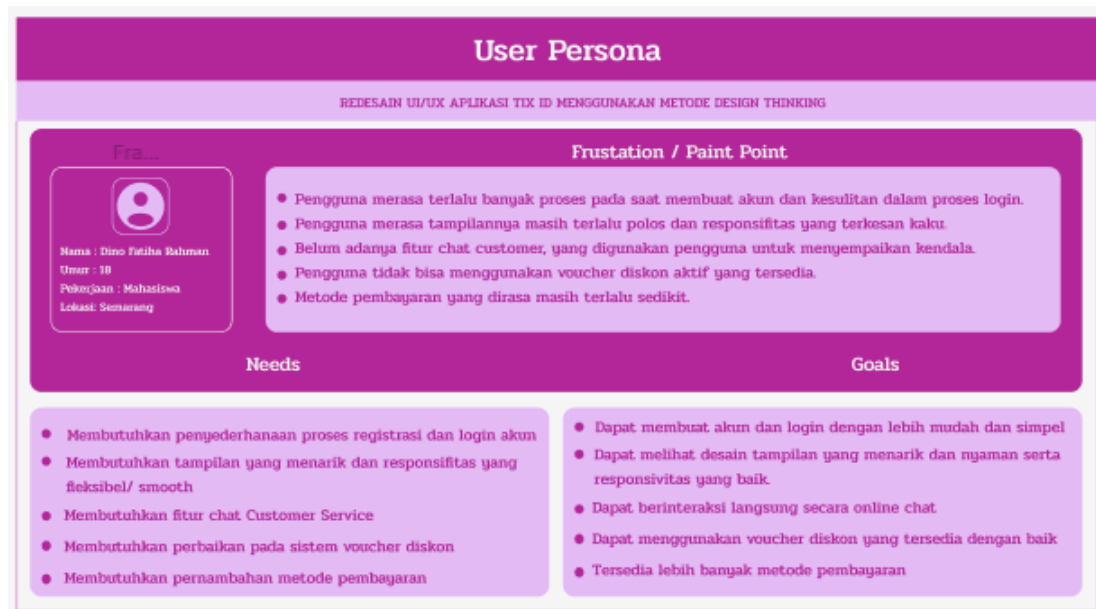 User Persona
REDESAIN UI/UX APLIKASI TIX ID MENGGUNAKAN METODE DESIGN THINKING
Fra...
Nama : Dino Fatiha Rahman
Umur : 18
Pekerjaan : Mahasiswa
Lokasi: Semarang
Frustation / Paint Point
Pengguna merasa terlalu banyak proses pada saat membuat akun dan kesulitan dalam proses login.
Pengguna merasa tampilannya masih terlalu polos dan responsifitas yang terkesan kaku.
Belum adanya fitur chat customer, yang digunakan pengguna untuk menyempaikan kendala.
Pengguna tidak bisa menggunakan voucher diskon aktif yang tersedia.
Metode pembayaran yang dirasa masih terlalu sedikit.
Needs
Membutuhkan penyederhanaan proses registrasi dan login akun
Membutuhkan tampilan yang menarik dan responsifitas yang
fleksibel/ smooth
Membutuhkan fitur chat Customer Service
Membutuhkan perbaikan pada sistem voucher diskon
Membutuhkan pernambahan metode pembayaran
Goals
Dapat membuat akun dan login dengan lebih mudah dan simpel
Dapat melihat desain tampilan yang menarik dan nyaman serta
responsivitas yang baik.
Dapat berinteraksi langsung secara online chat
Dapat menggunakan voucher diskon yang tersedia dengan baik
Tersedia lebih banyak metode pembayaran